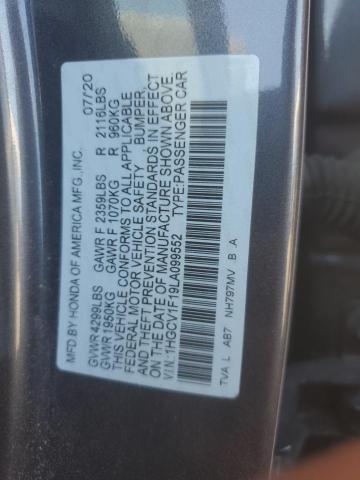 MFD.BY HONDA OF AMERICA MFG.,INC. 07/20
GVWR 4299LBS GAWR F 2359LBS R 2116LBS
GVWR 1950KG GAWR F 1070KG R 960KG
THIS VEHICLE CONFORMS TO ALL APPLICABLE
FEDERAL MOTOR VEHICLE SAFETY BUMPER,
AND THEFT PREVENTION STANDARDS IN EFFECT
ON THE DATE OF MANUFACTURE SHOWN ABOVE.
V.I.N.:1HGCV1F19LA099552 TYPE:PASSENGER CAR
TVA L AB7 NH797MV B A